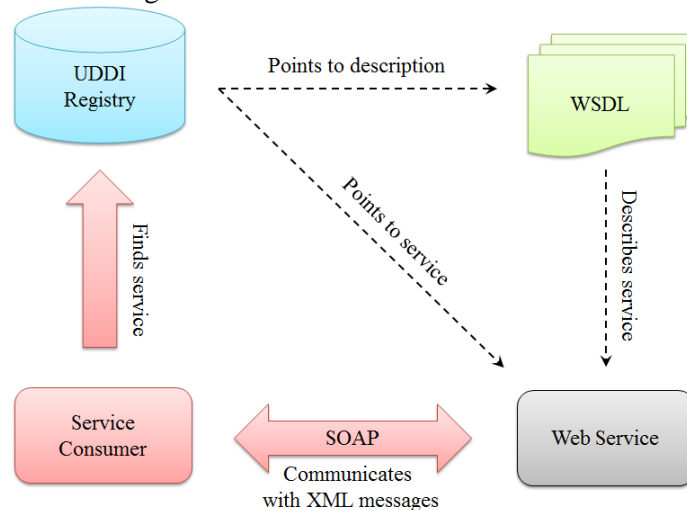 UDDI
Registry
Points to description
WSDL
Finds service
Points to service
Describes service
Service
Consumer
SOAP
Web Service
Communicates
with XML messages